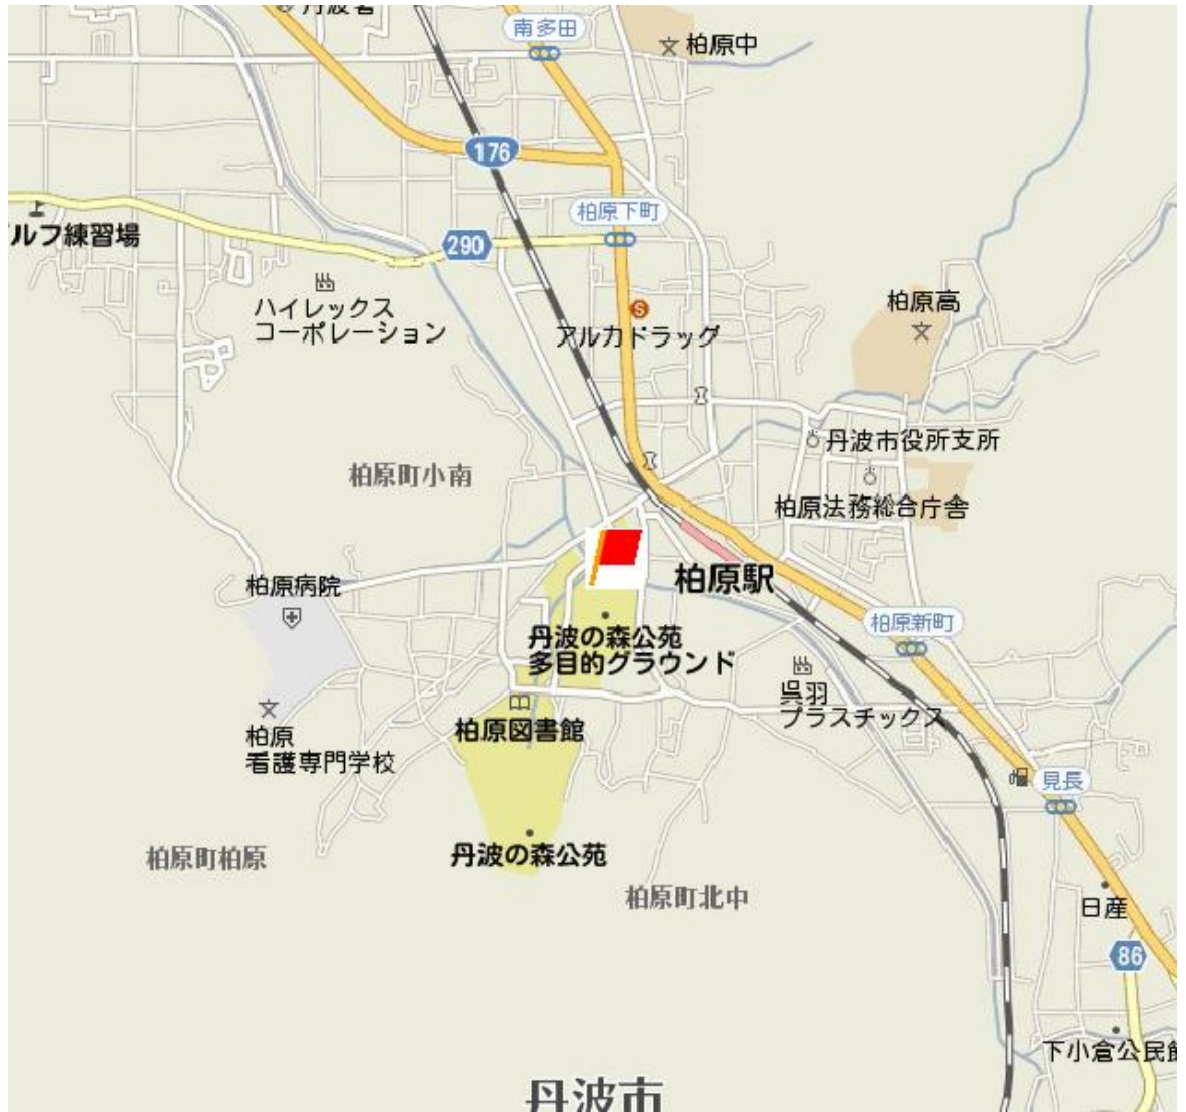 丹波署
南多田
柏原中
176
柏原下町
290
ルフ練習場
ハイレックス
コーポレーション
柏原高
S
アルカドラッグ
丹波市役所支所
柏原町小南
柏原法務総合庁舎
柏原駅
柏原病院
柏原新町
丹波の森公苑
多目的グラウンド
呉羽
プラスチックス
柏原図書館
柏原
看護専門学校
見長
丹波の森公苑
柏原町柏原
柏原町北中
日産
86
下小倉公民館
丹波市